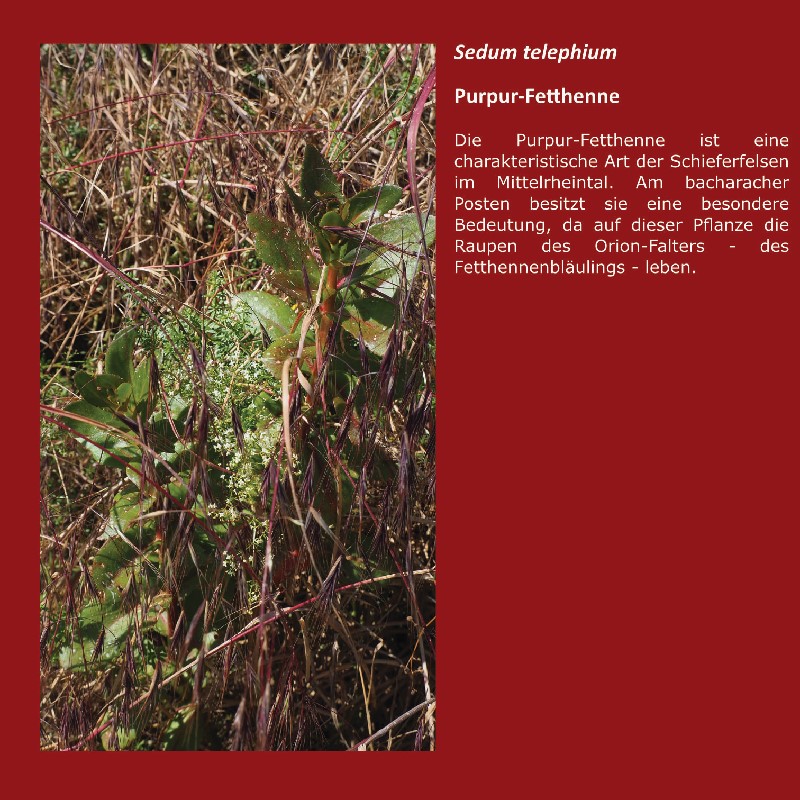 Sedum telephium
Purpur-Fetthenne
Die Purpur-Fetthenne ist eine
charakteristische Art der Schieferfelsen
im Mittelrheintal. Am bacharacher
Posten besitzt sie eine besondere
Bedeutung, da auf dieser Pflanze die
Raupen des Orion-Falters - des
Fetthennenbläulings - leben.